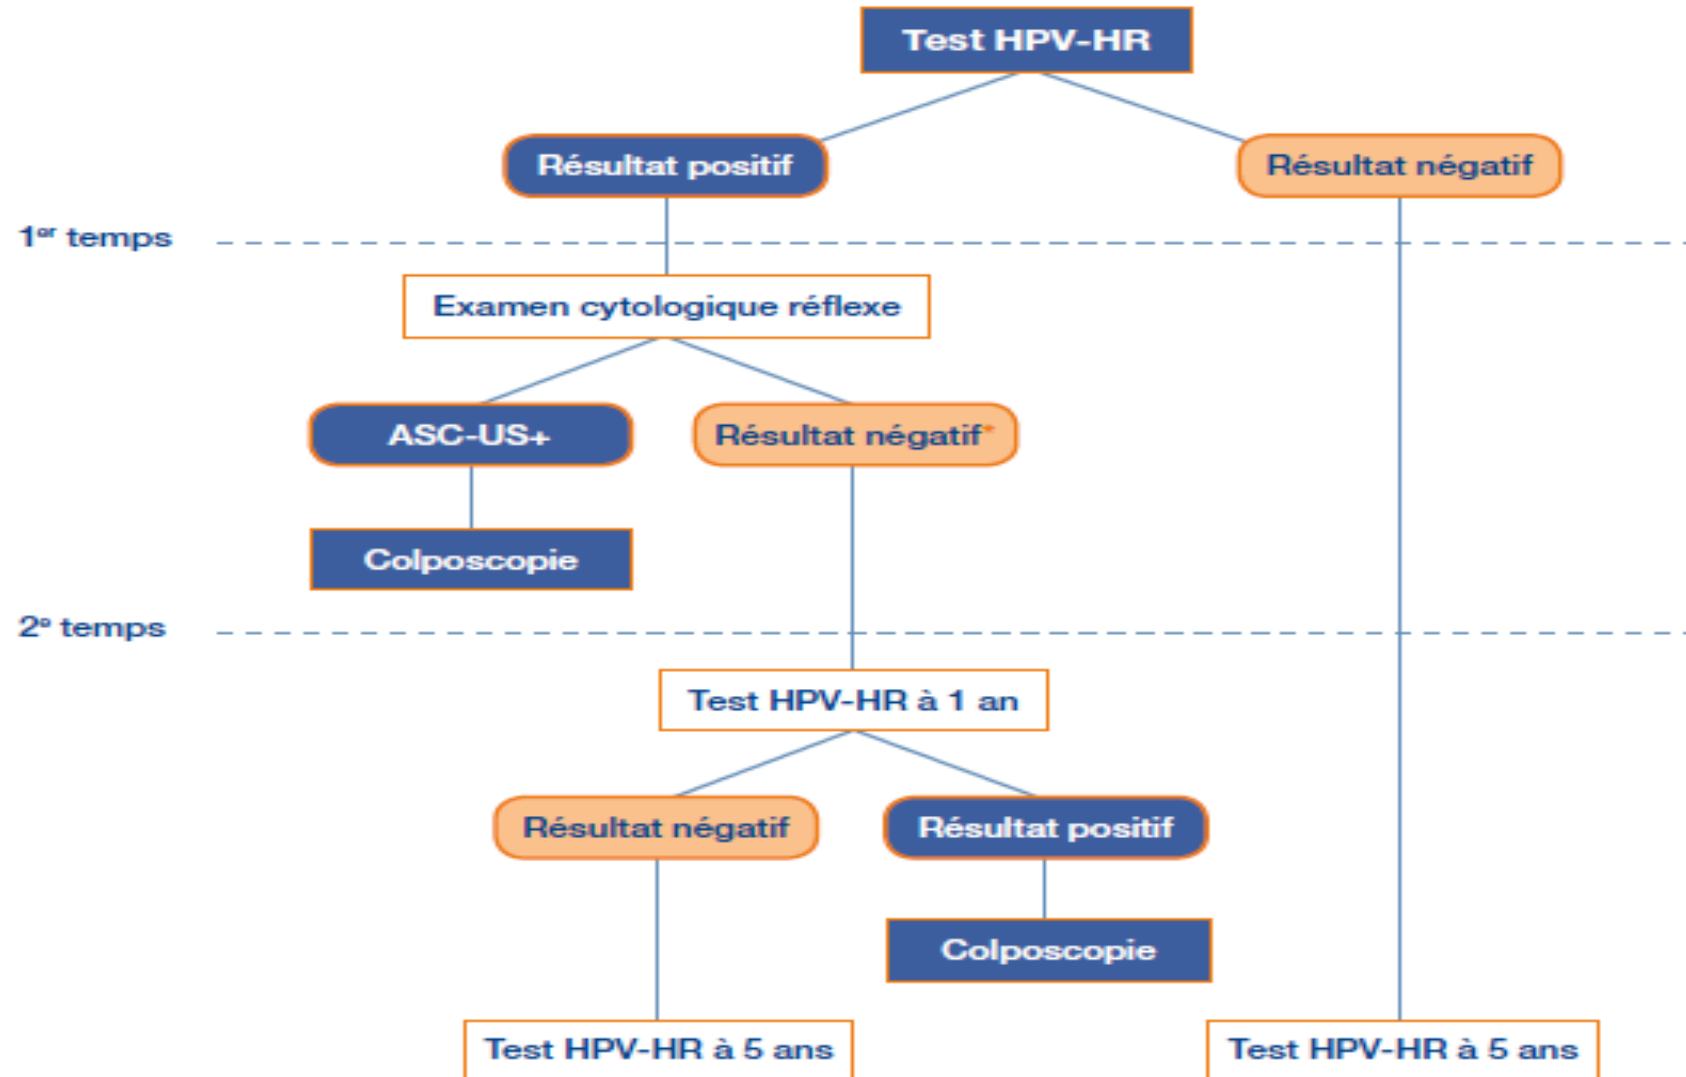 Test HPV-HR
Résultat positif
Résultat négatif
1er temps
Examen cytologique réflexe
ASC-US+
Résultat négatif*
Colposcopie
2e temps
Test HPV-HR à 1 an
Résultat négatif
Résultat positif
Colposcopie
Test HPV-HR à 5 ans
Test HPV-HR à 5 ans